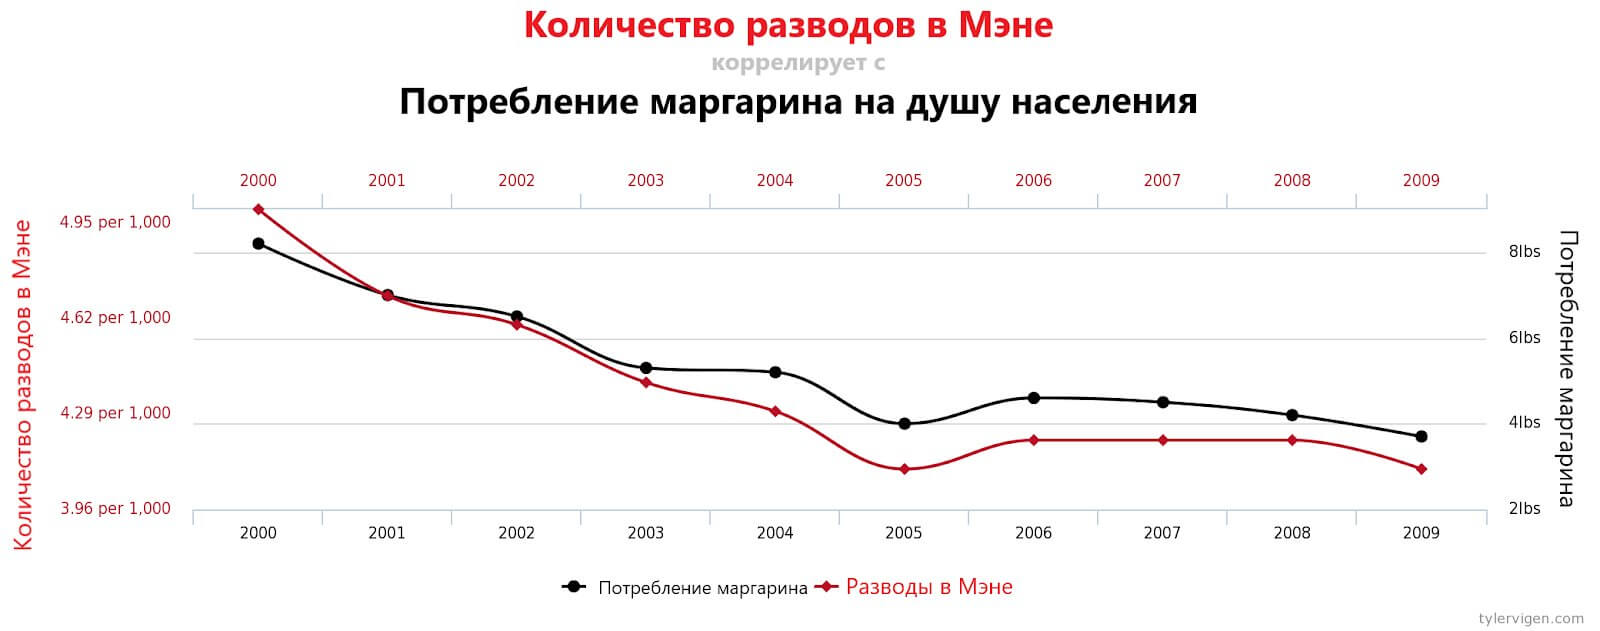 Количество разводов в Мэне
коррелирует с
Потребление маргарина на душу населения
2000 2001 2002 2003 2004 2005 2006 2007 2008 2009
Количество разводов в Мэне
4.95 per 1,000
4.62 per 1,000
4.29 per 1,000
3.96 per 1,000
8lbs
6lbs
4lbs
2lbs
Потребление маргарина
2000 2001 2002 2003 2004 2005 2006 2007 2008 2009
Потребление маргарина Разводы в Мэне
tylervigen.com